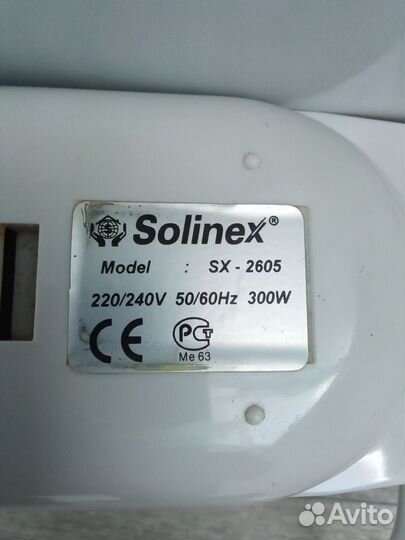 Solinex®
Model : SX - 2605
220/240V 50/60Hz 300W
CE PCT
Me 63
Avito